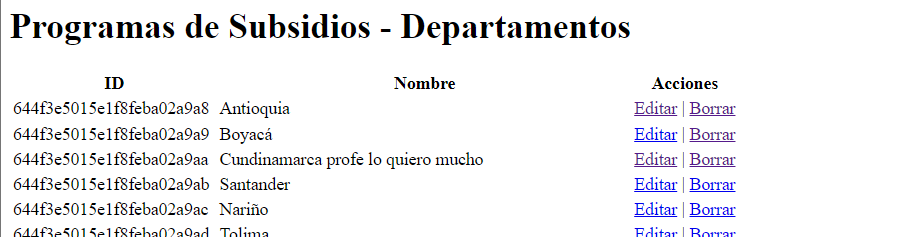 Programas de Subsidios - Departamentos
ID Nombre Acciones
644f3e5015e1f8feba02a9a8 Antioquia Editar | Borrar
644f3e5015e1f8feba02a9a9 Boyacá Editar | Borrar
644f3e5015e1f8feba02a9aa Cundinamarca profe lo quiero mucho Editar | Borrar
644f3e5015e1f8feba02a9ab Santander Editar | Borrar
644f3e5015e1f8feba02a9ac Nariño Editar | Borrar
644f3e5015e1f8feba02a9ad Tolima Editar | Borrar